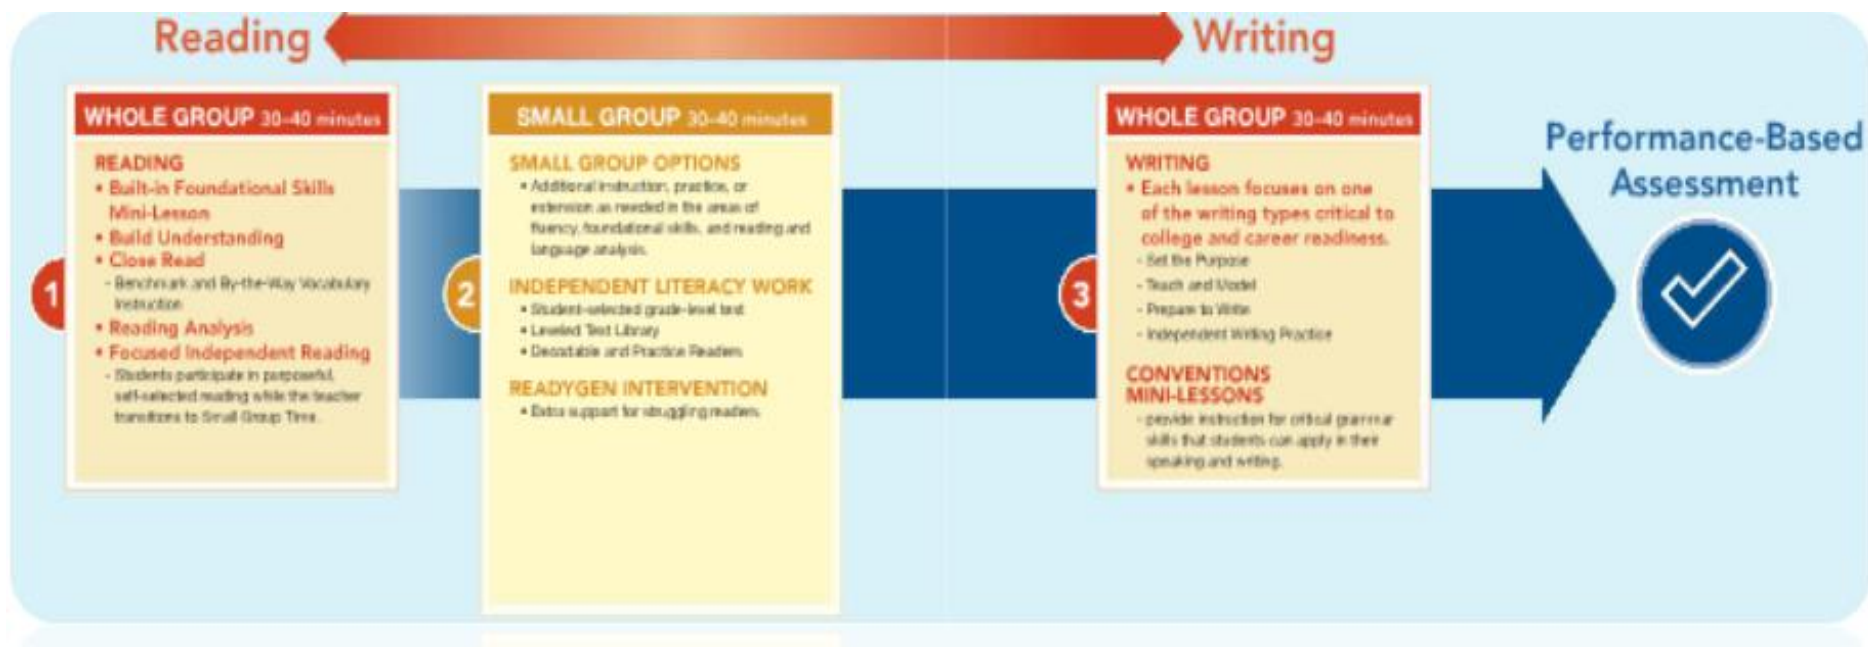 Reading
Writing
1
WHOLE GROUP 30–40 minutes
READING
• Built-in Foundational Skills
Mini-Lesson
• Build Understanding
• Close Read
- Benchmark and By-the-Way Vocabulary
Instruction
• Reading Analysis
• Focused Independent Reading
- Students participate in purposeful,
self-selected reading while the teacher
transitions to Small Group Time.
2
SMALL GROUP 30–40 minutes
SMALL GROUP OPTIONS
• Additional instruction, practice, or
extension as needed in the areas of
fluency, foundational skills, and reading and
language analysis.
INDEPENDENT LITERACY WORK
• Student-selected grade-level text
• Leveled Text Library
• Decodable and Practice Readers
READYGEN INTERVENTION
• Extra support for struggling readers.
3
WHOLE GROUP 30–40 minutes
WRITING
• Each lesson focuses on one
of the writing types critical to
college and career readiness.
- Set the Purpose
- Teach and Model
- Prepare to Write
- Independent Writing Practice
CONVENTIONS
MINI-LESSONS
- provide instruction for critical grammar
skills that students can apply in their
speaking and writing.
Performance-Based
Assessment